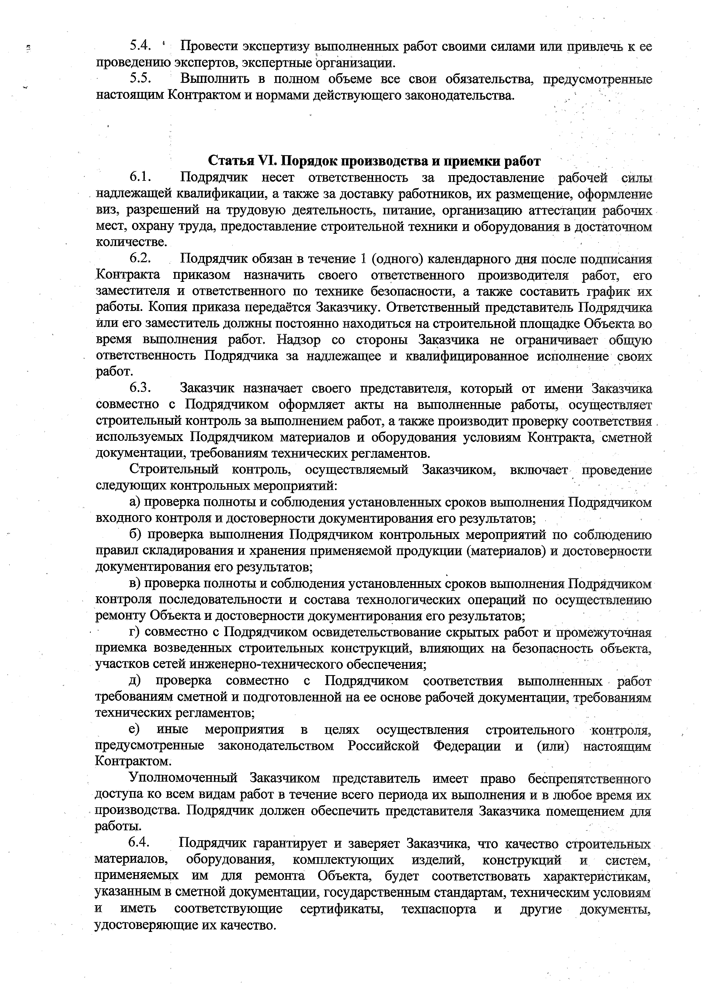 5.4. Провести экспертизу выполненных работ своими силами или привлечь к ее
проведению экспертов, экспертные организации.
5.5. Выполнить в полном объеме все свои обязательства, предусмотренные
настоящим Контрактом и нормами действующего законодательства.
Статья VI. Порядок производства и приемки работ
6.1. Подрядчик несет ответственность за предоставление рабочей силы
надлежащей квалификации, а также за доставку работников, их размещение, оформление
виз, разрешений на трудовую деятельность, питание, организацию аттестации рабочих
мест, охрану труда, предоставление строительной техники и оборудования в достаточном
количестве.
6.2. Подрядчик обязан в течение 1 (одного) календарного дня после подписания
Контракта приказом назначить своего ответственного производителя работ, его
заместителя и ответственного по технике безопасности, а также составить график их
работы. Копия приказа передаётся Заказчику. Ответственный представитель Подрядчика
или его заместитель должны постоянно находиться на строительной площадке Объекта во
время выполнения работ. Надзор со стороны Заказчика не ограничивает общую
ответственность Подрядчика за надлежащее и квалифицированное исполнение своих
работ.
6.3. Заказчик назначает своего представителя, который от имени Заказчика
совместно с Подрядчиком оформляет акты на выполненные работы, осуществляет
строительный контроль за выполнением работ, а также производит проверку соответствия
используемых Подрядчиком материалов и оборудования условиям Контракта, сметной
документации, требованиям технических регламентов.
Строительный контроль, осуществляемый Заказчиком, включает проведение
следующих контрольных мероприятий:
а) проверка полноты и соблюдения установленных сроков выполнения Подрядчиком
входного контроля и достоверности документирования его результатов;
б) проверка выполнения Подрядчиком контрольных мероприятий по соблюдению
правил складирования и хранения применяемой продукции (материалов) и достоверности
документирования его результатов;
в) проверка полноты и соблюдения установленных сроков выполнения Подрядчиком
контроля последовательности и состава технологических операций по осуществлению
ремонту Объекта и достоверности документирования его результатов;
г) совместно с Подрядчиком освидетельствование скрытых работ и промежуточная
приемка возведенных строительных конструкций, влияющих на безопасность объекта,
участков сетей инженерно-технического обеспечения;
д) проверка совместно с Подрядчиком соответствия выполненных работ
требованиям сметной и подготовленной на ее основе рабочей документации, требованиям
технических регламентов;
е) иные мероприятия в целях осуществления строительного контроля,
предусмотренные законодательством Российской Федерации и (или) настоящим
Контрактом.
Уполномоченный Заказчиком представитель имеет право беспрепятственного
доступа ко всем видам работ в течение всего периода их выполнения и в любое время их
производства. Подрядчик должен обеспечить представителя Заказчика помещением для
работы.
6.4. Подрядчик гарантирует и заверяет Заказчика, что качество строительных
материалов, оборудования, комплектующих изделий, конструкций и систем,
применяемых им для ремонта Объекта, будет соответствовать характеристикам,
указанным в сметной документации, государственным стандартам, техническим условиям
и иметь соответствующие сертификаты, техпаспорта и другие документы,
удостоверяющие их качество.